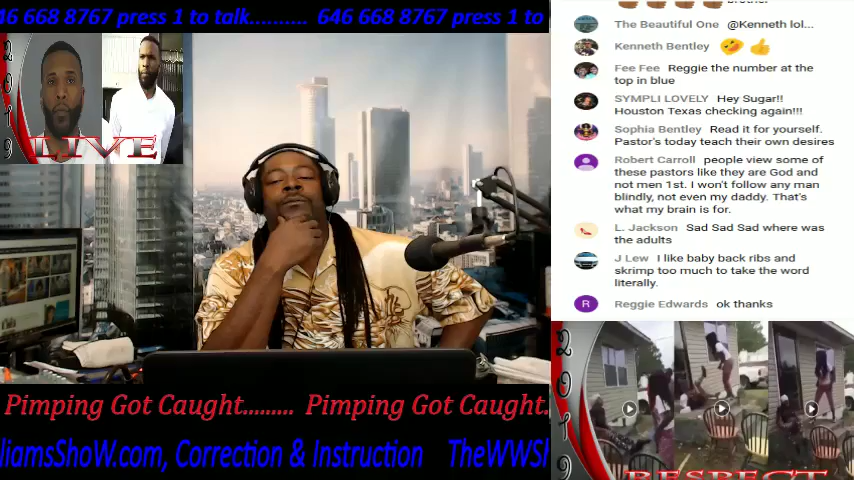 46 668 8767 press 1 to talk.......... 646 668 8767 press 1 to
2019
LIVE
brother
The Beautiful One @Kenneth lol...
Kenneth Bentley 🤣👍
Fee Fee Reggie the number at the
top in blue
SYMPLI LOVELY Hey Sugar!!
Houston Texas checking again!!!
Sophia Bentley Read it for yourself.
Pastor's today teach their own desires
Robert Carroll people view some of
these pastors like they are God and
not men 1st. I won't follow any man
blindly, not even my daddy. That's
what my brain is for.
L. Jackson Sad Sad Sad where was
the adults
J Lew I like baby back ribs and
skrimp too much to take the word
literally.
R
Reggie Edwards ok thanks
Pimping Got Caught......... Pimping Got Caught.
liamsShoW.com, Correction & Instruction TheWWSh
2019
RESPECT